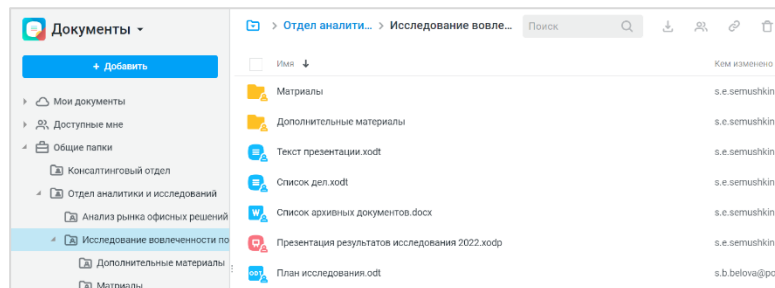 Документы
Отдел аналити... > Исследование вовле...
Поиск
+ Добавить
Имя ↓
Кем изменено
Мои документы
Доступные мне
Общие папки
Консалтинговый отдел
Отдел аналитики и исследований
Анализ рынка офисных решений
Исследование вовлеченности по
Дополнительные материалы
Матриалы
Матриалы
s.e.semushkin
Дополнительные материалы
s.e.semushkin
Текст презентации.xodt
s.e.semushkin
Список дел.xodt
s.e.semushkin
W
Список архивных документов.docx
s.e.semushkin
Презентация результатов исследования 2022.xodp
s.e.semushkin
ODT
План исследования.odt
s.b.belova@po